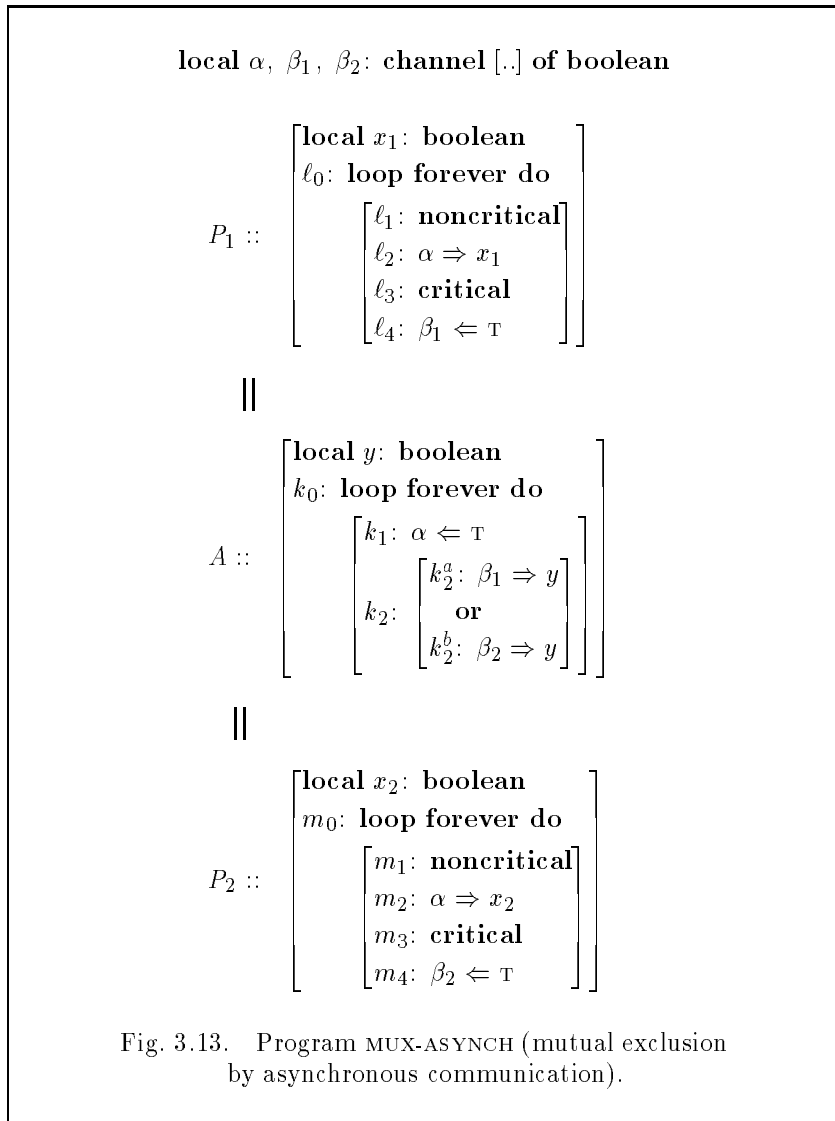 local α, β₁, β₂: channel [..] of boolean
P₁ ::
local x₁: boolean
ℓ₀: loop forever do
ℓ₁: noncritical
ℓ₂: α ⇒ x₁
ℓ₃: critical
ℓ₄: β₁ ⇐ T
||
A ::
local y: boolean
k₀: loop forever do
k₁: α ⇐ T
k₂:
k₂ᵃ: β₁ ⇒ y
or
k₂ᵇ: β₂ ⇒ y
||
P₂ ::
local x₂: boolean
m₀: loop forever do
m₁: noncritical
m₂: α ⇒ x₂
m₃: critical
m₄: β₂ ⇐ T
Fig. 3.13. Program MUX-ASYNCH (mutual exclusion
by asynchronous communication).